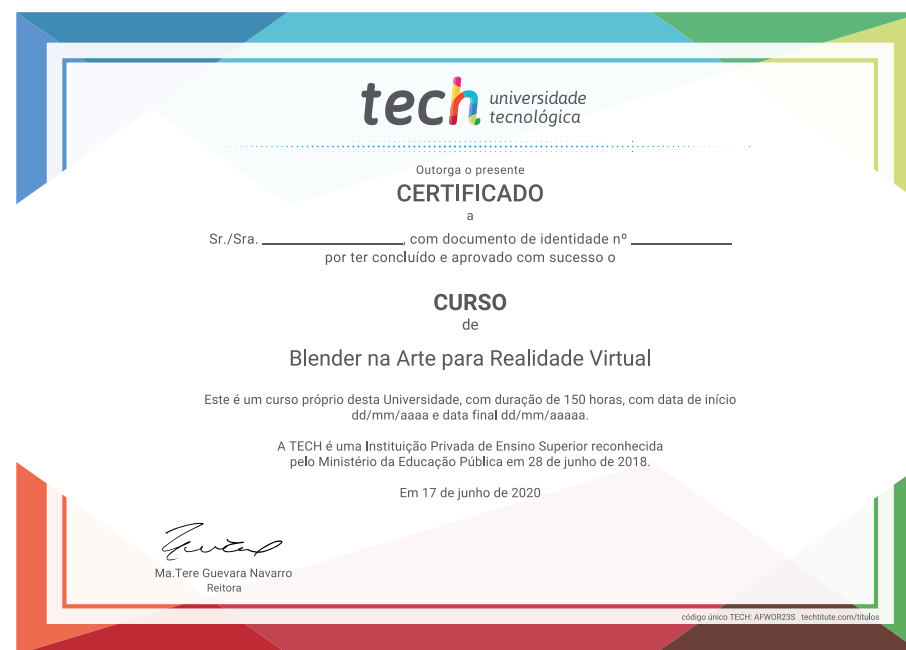 tech universidade
tecnológica
Outorga o presente
CERTIFICADO
a
Sr./Sra. ________________, com documento de identidade nº ____________
por ter concluído e aprovado com sucesso o
CURSO
de
Blender na Arte para Realidade Virtual
Este é um curso próprio desta Universidade, com duração de 150 horas, com data de início
dd/mm/aaaa e data final dd/mm/aaaaa.
A TECH é uma Instituição Privada de Ensino Superior reconhecida
pelo Ministério da Educação Pública em 28 de junho de 2018.
Em 17 de junho de 2020
Ma.Tere Guevara Navarro
Reitora
código único TECH: AFWOR23S techtitute.com/titulos